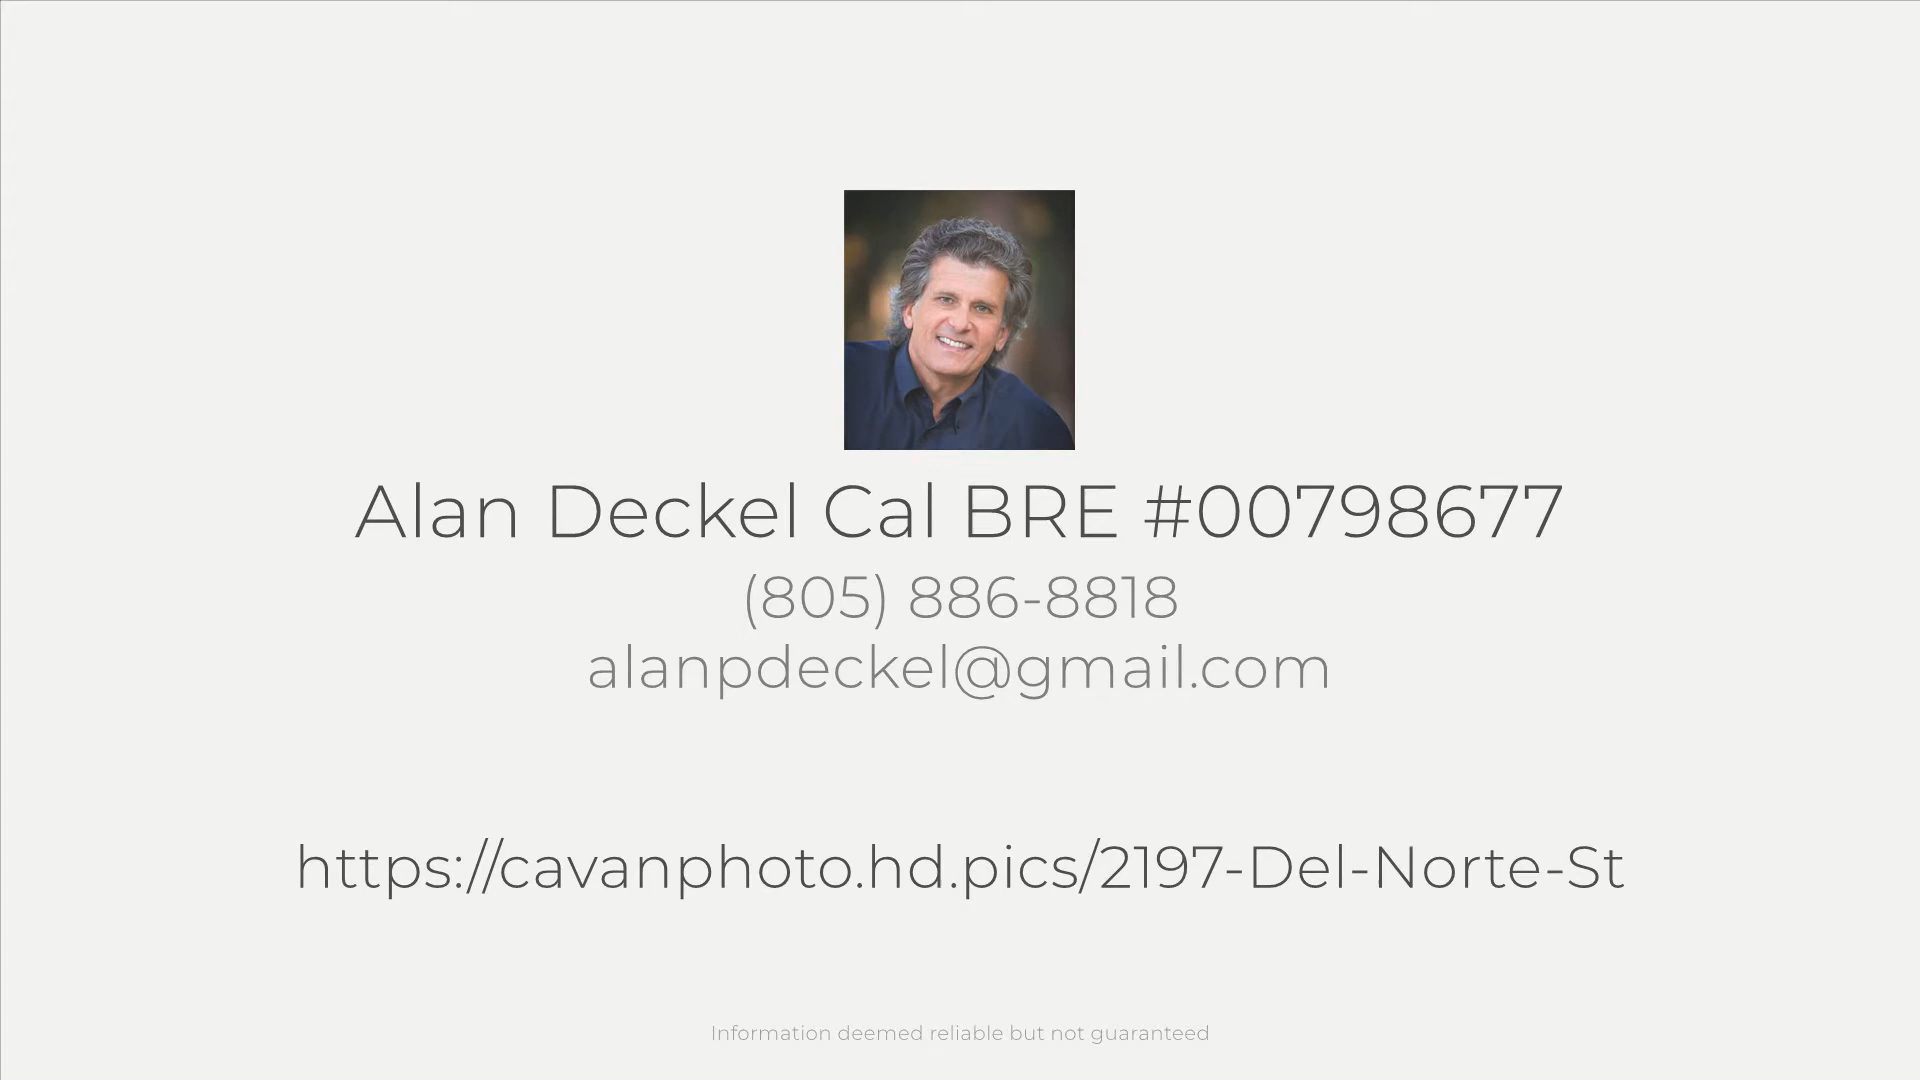 Alan Deckel Cal BRE #00798677
(805) 886-8818
alanpdeckel@gmail.com
https://cavanphoto.hd.pics/2197-Del-Norte-St
Information deemed reliable but not guaranteed